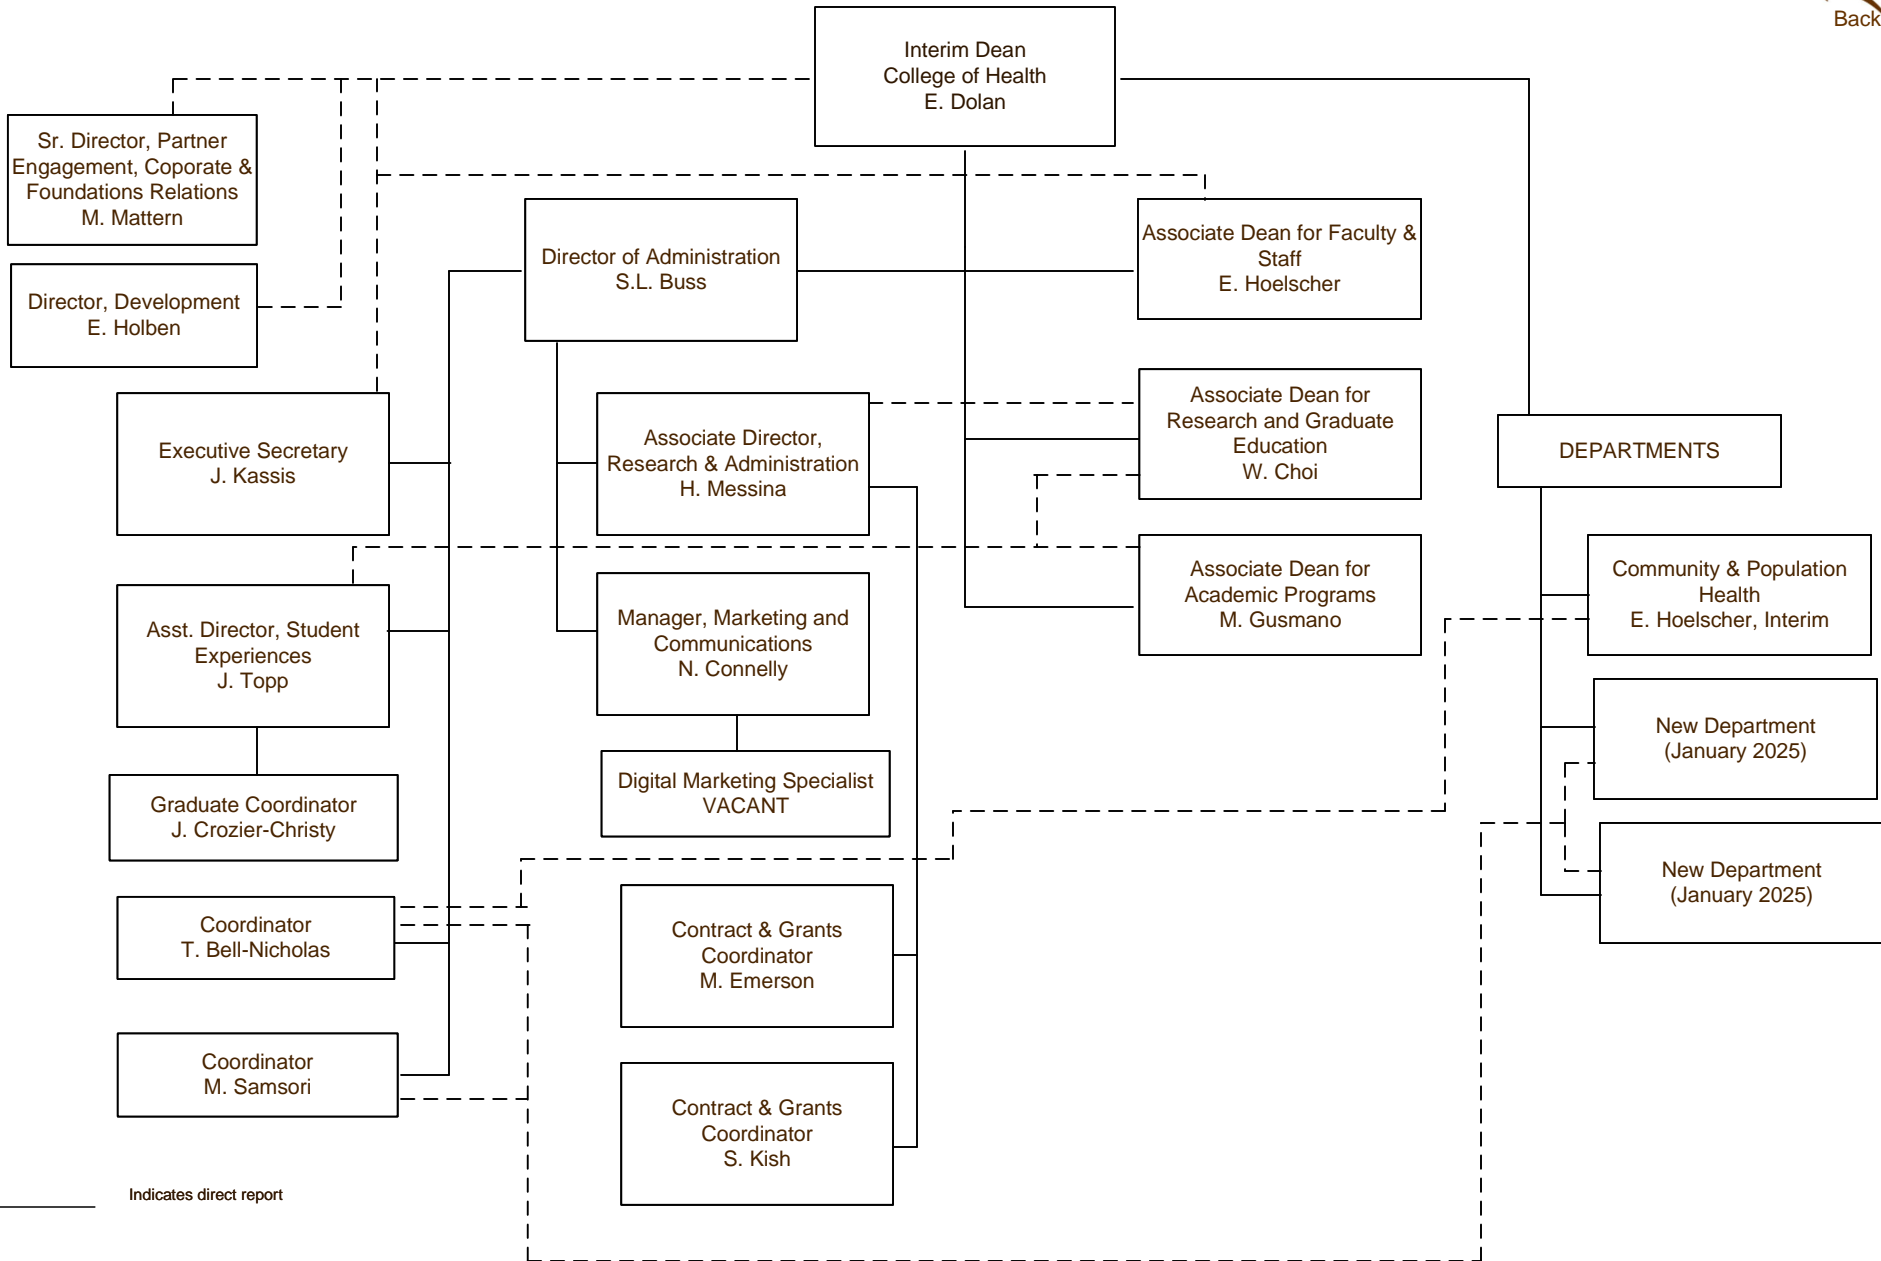 Back
Interim Dean
College of Health
E. Dolan
Sr. Director, Partner
Engagement, Coporate &
Foundations Relations
M. Mattern
Director of Administration
S.L. Buss
Associate Dean for Faculty &
Staff
E. Hoelscher
Director, Development
E. Holben
Executive Secretary
J. Kassis
Associate Director,
Research & Administration
H. Messina
Associate Dean for
Research and Graduate
Education
W. Choi
DEPARTMENTS
Asst. Director, Student
Experiences
J. Topp
Manager, Marketing and
Communications
N. Connelly
Associate Dean for
Academic Programs
M. Gusmano
Community & Population
Health
E. Hoelscher, Interim
New Department
(January 2025)
Graduate Coordinator
J. Crozier-Christy
Digital Marketing Specialist
VACANT
New Department
(January 2025)
Coordinator
T. Bell-Nicholas
Contract & Grants
Coordinator
M. Emerson
Coordinator
M. Samsori
Contract & Grants
Coordinator
S. Kish
Indicates direct report